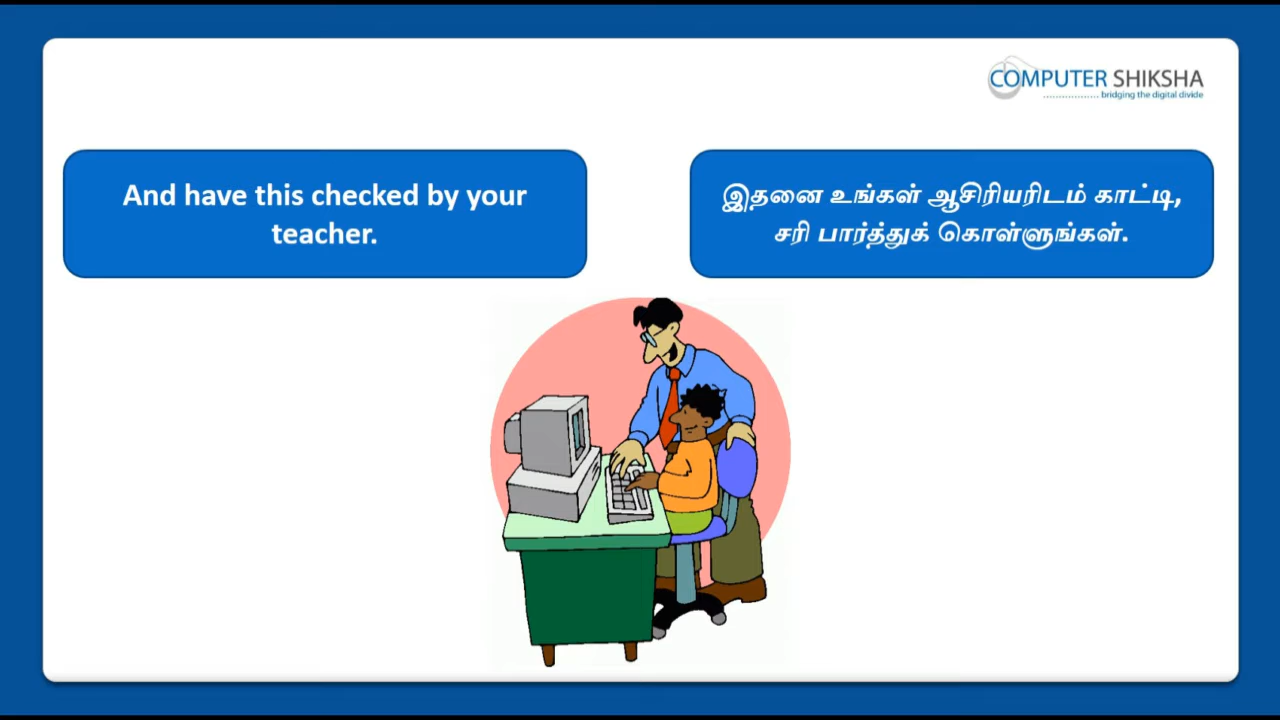 COMPUTER SHIKSHA
bridging the digital divide
And have this checked by your
teacher.
இதனை உங்கள் ஆசிரியரிடம் காட்டி,
சரி பார்த்துக் கொள்ளுங்கள்.